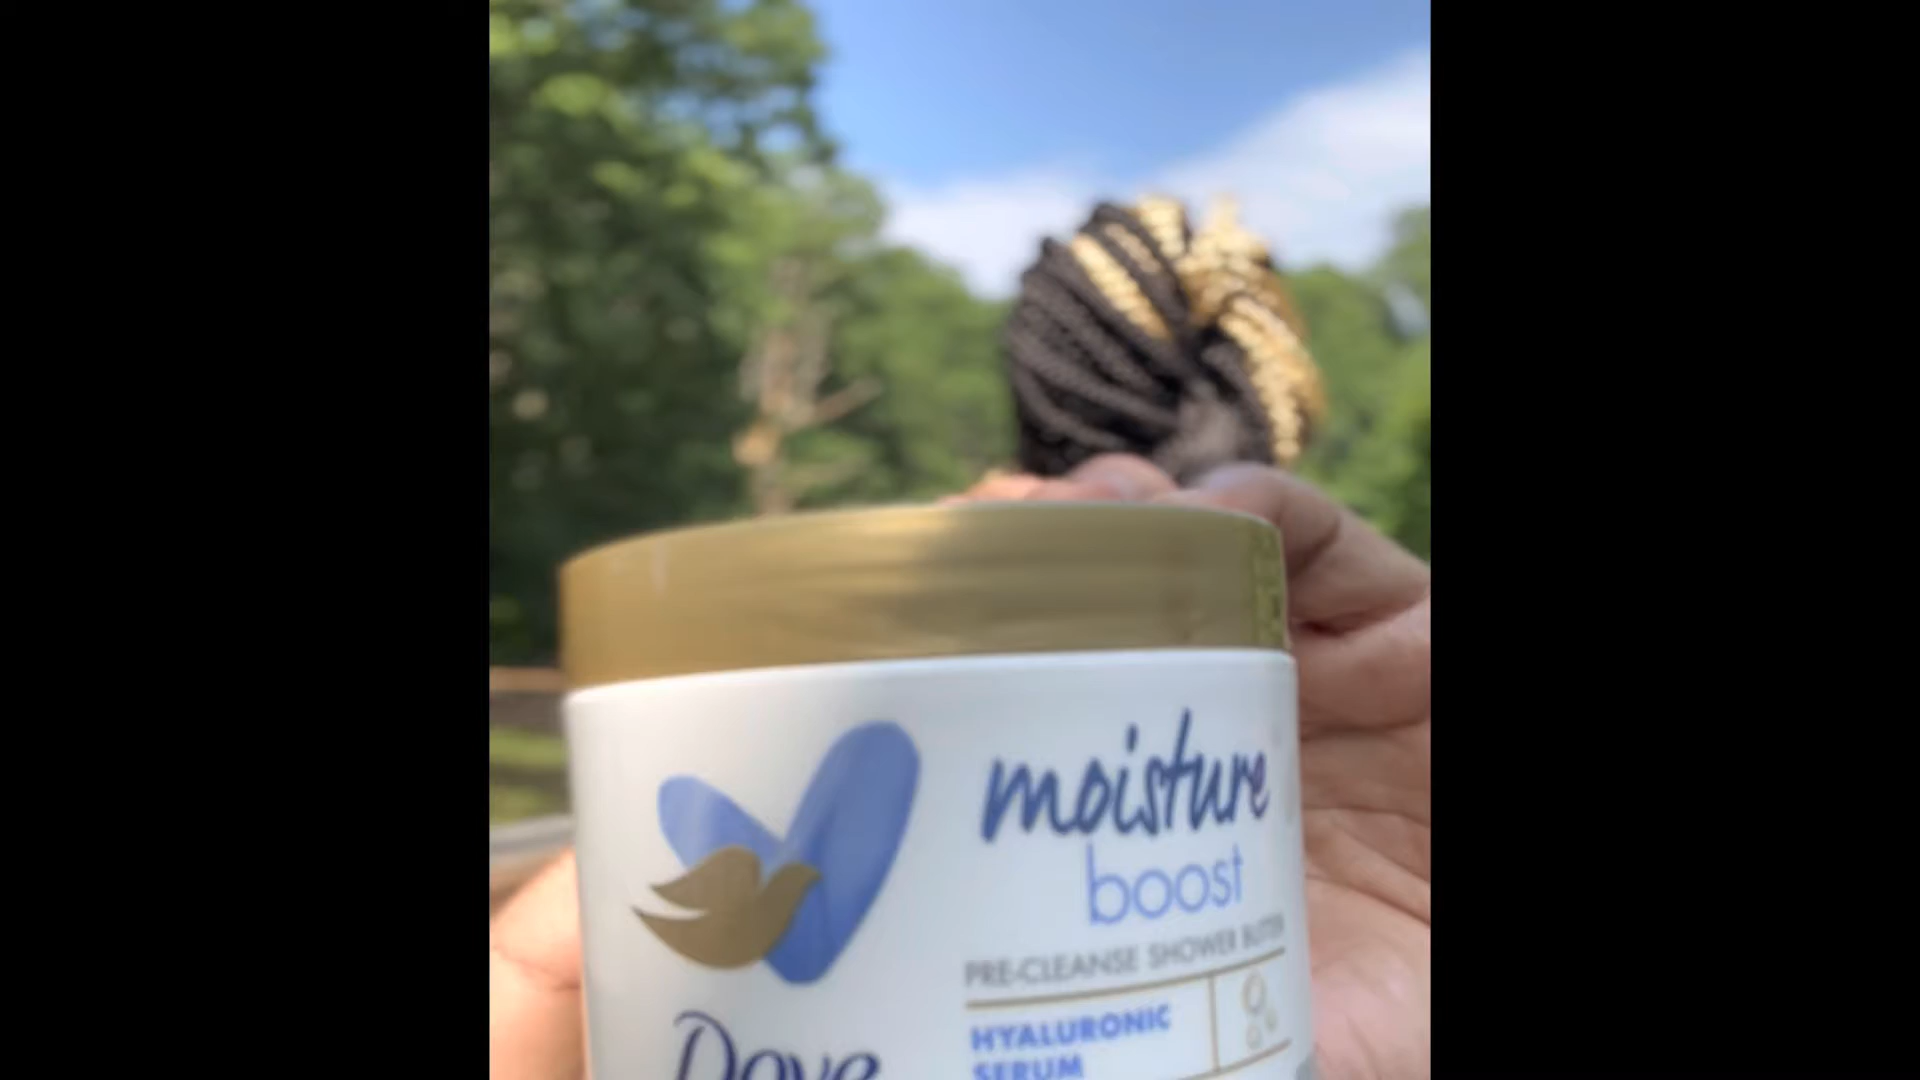 moisture
boost
PRE-CLEANSE SHOWER BUTTER
HYALURONIC
SERUM
Dove